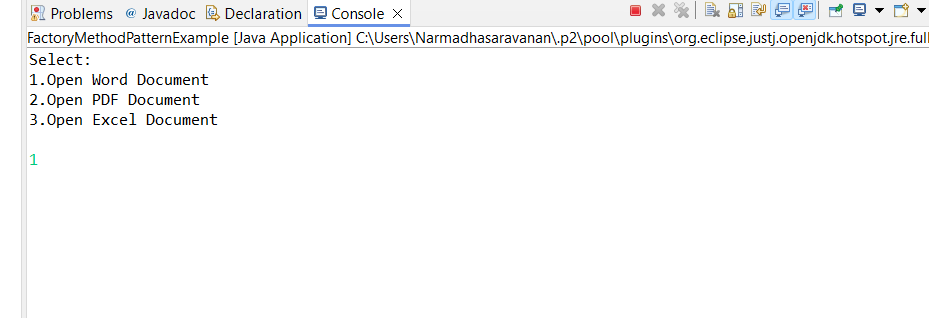 Problems @ Javadoc Declaration Console
FactoryMethodPatternExample [Java Application] C:\Users\Narmadhasaravanan\.p2\pool\plugins\org.eclipse.justj.openjdk.hotspot.jre.full
Select:
1.Open Word Document
2.Open PDF Document
3.Open Excel Document
1